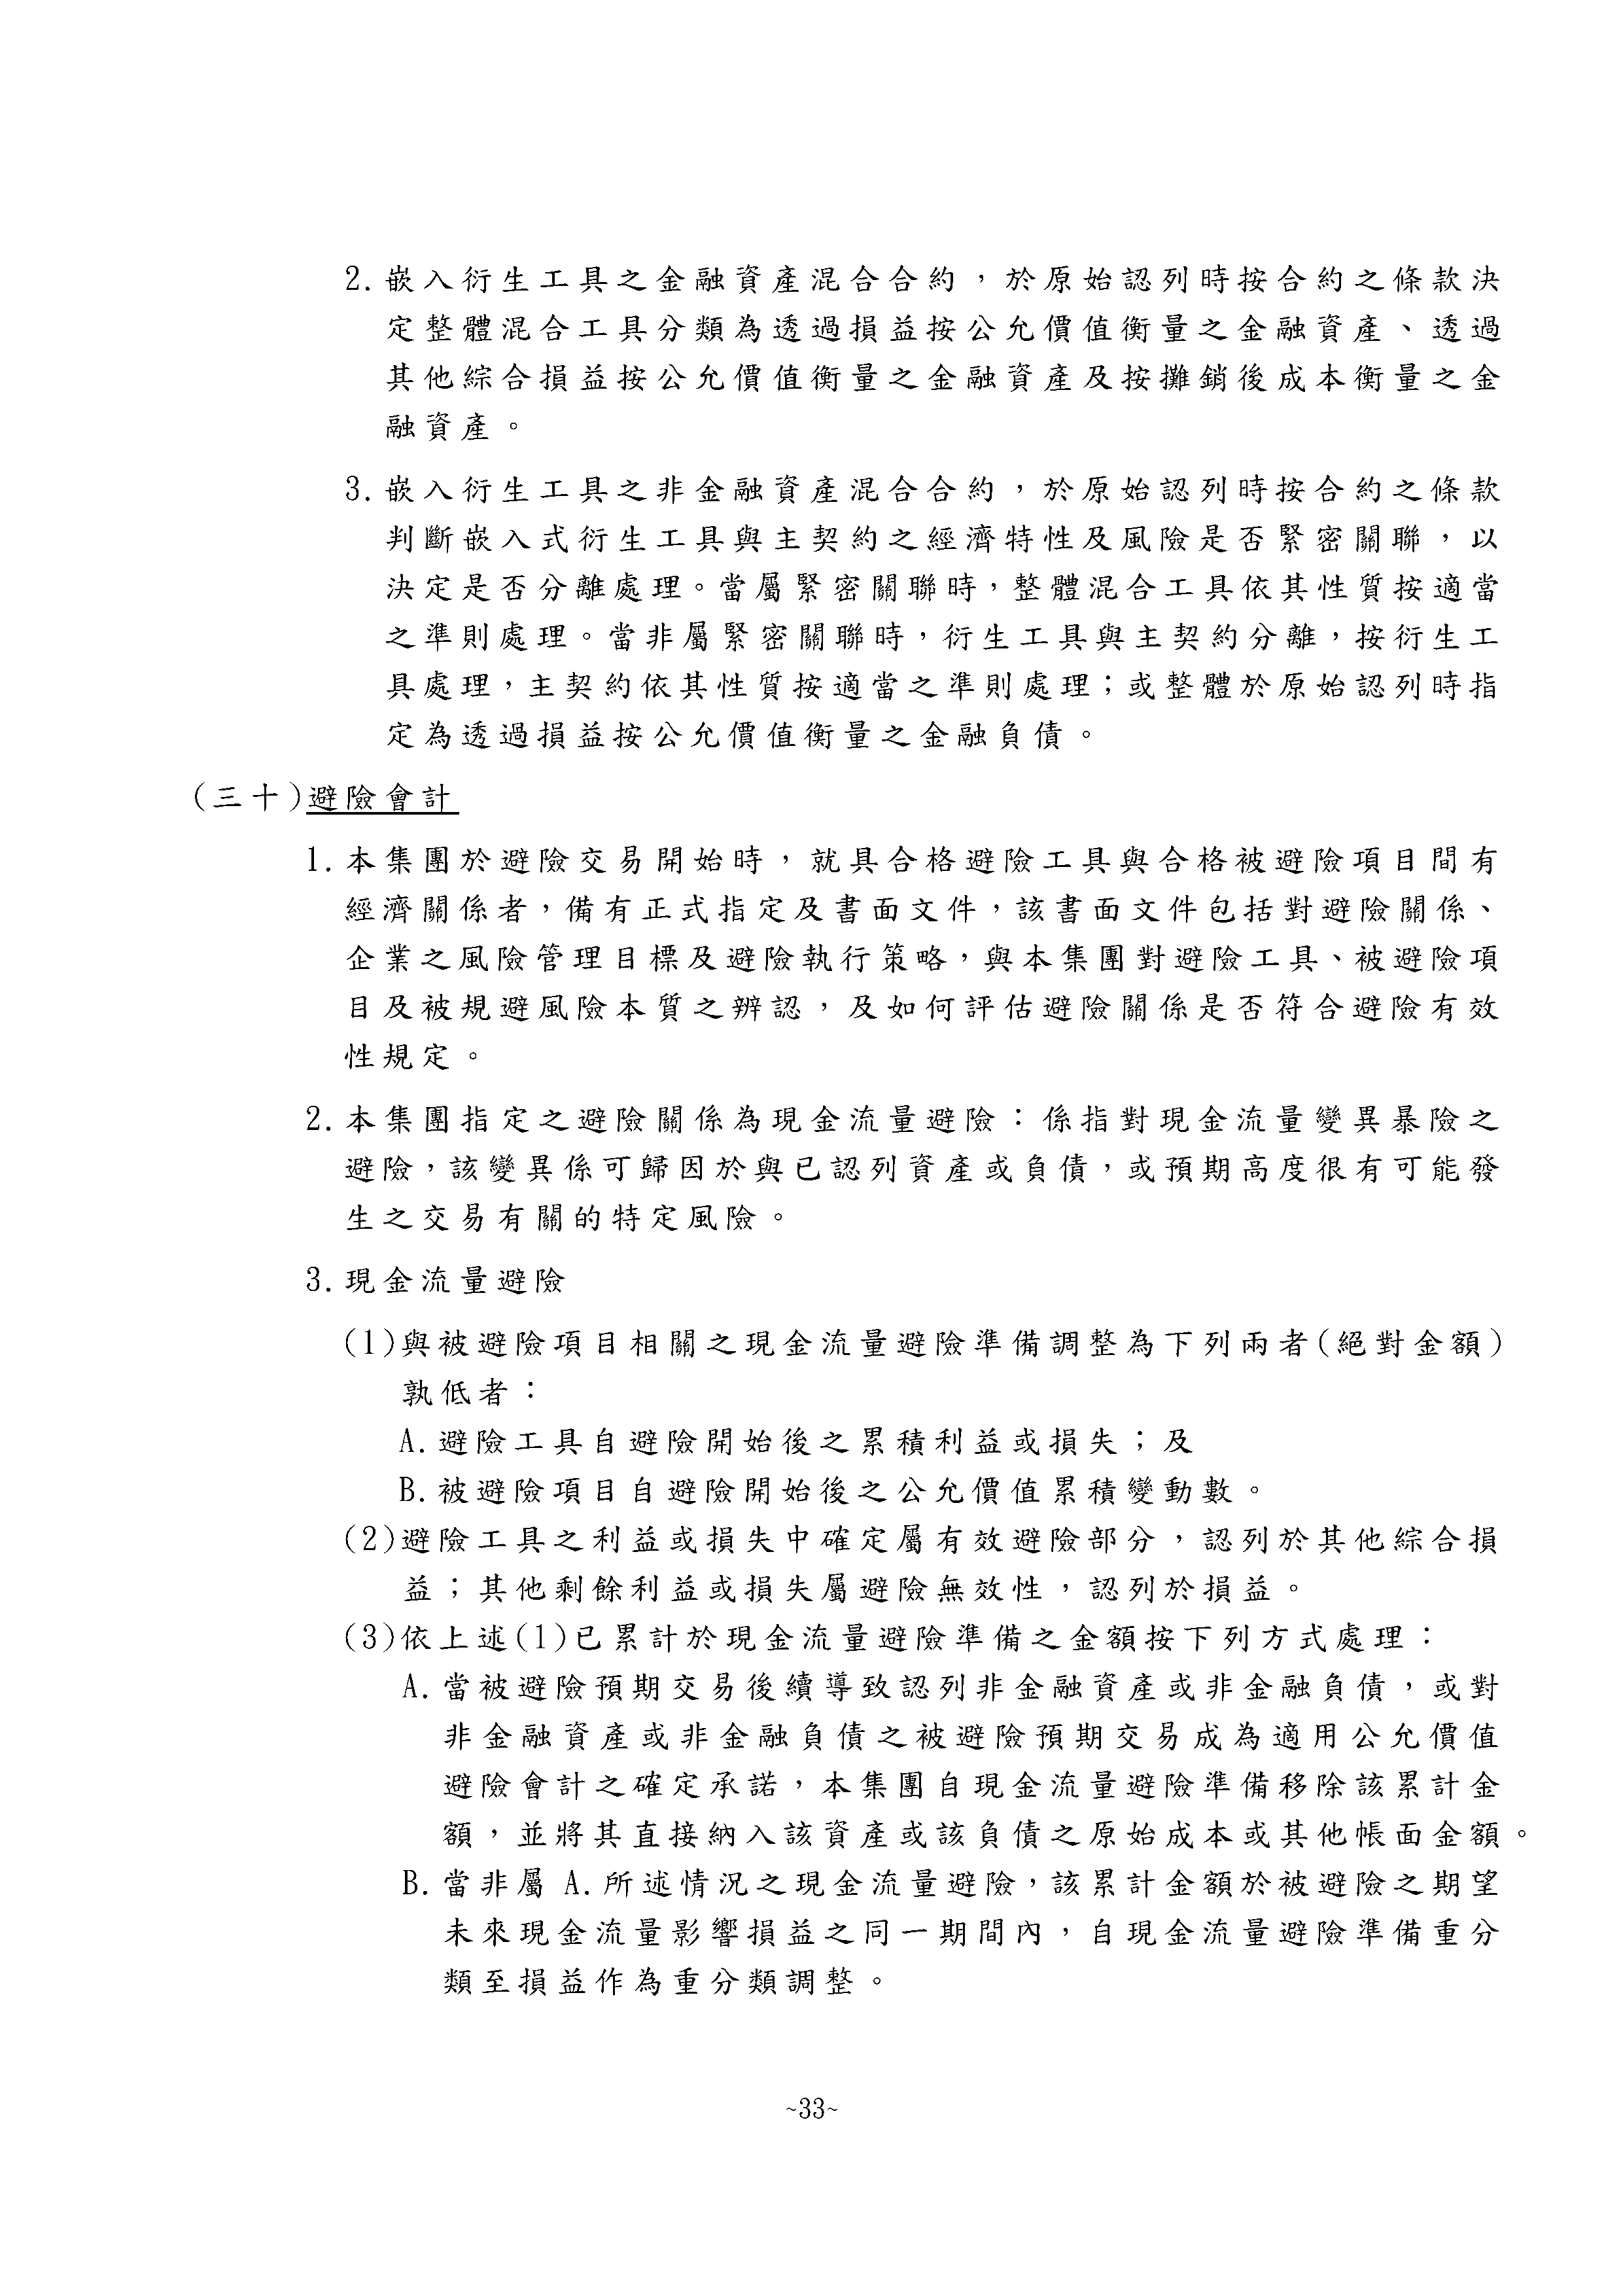 2. 嵌入衍生工具之金融資產混合合約，於原始認列時按合約之條款決
定整體混合工具分類為透過損益按公允價值衡量之金融資產、透過
其他綜合損益按公允價值衡量之金融資產及按攤銷後成本衡量之金
融資產。
3. 嵌入衍生工具之非金融資產混合合約，於原始認列時按合約之條款
判斷嵌入式衍生工具與主契約之經濟特性及風險是否緊密關聯，以
決定是否分離處理。當屬緊密關聯時，整體混合工具依其性質按適當
之準則處理。當非屬緊密關聯時，衍生工具與主契約分離，按衍生工
具處理，主契約依其性質按適當之準則處理；或整體於原始認列時指
定為透過損益按公允價值衡量之金融負債。
(三十)避險會計
1. 本集團於避險交易開始時，就具合格避險工具與合格被避險項目間有
經濟關係者，備有正式指定及書面文件，該書面文件包括對避險關係、
企業之風險管理目標及避險執行策略，與本集團對避險工具、被避險項
目及被規避風險本質之辨認，及如何評估避險關係是否符合避險有效
性規定。
2. 本集團指定之避險關係為現金流量避險：係指對現金流量變異暴險之
避險，該變異係可歸因於與已認列資產或負債，或預期高度很有可能發
生之交易有關的特定風險。
3. 現金流量避險
(1)與被避險項目相關之現金流量避險準備調整為下列兩者(絕對金額)
孰低者：
A. 避險工具自避險開始後之累積利益或損失；及
B. 被避險項目自避險開始後之公允價值累積變動數。
(2)避險工具之利益或損失中確定屬有效避險部分，認列於其他綜合損
益；其他剩餘利益或損失屬避險無效性，認列於損益。
(3)依上述(1)已累計於現金流量避險準備之金額按下列方式處理：
A. 當被避險預期交易後續導致認列非金融資產或非金融負債，或對
非金融資產或非金融負債之被避險預期交易成為適用公允價值
避險會計之確定承諾，本集團自現金流量避險準備移除該累計金
額，並將其直接納入該資產或該負債之原始成本或其他帳面金額。
B. 當非屬 A. 所述情況之現金流量避險，該累計金額於被避險之期望
未來現金流量影響損益之同一期間內，自現金流量避險準備重分
類至損益作為重分類調整。
~33~